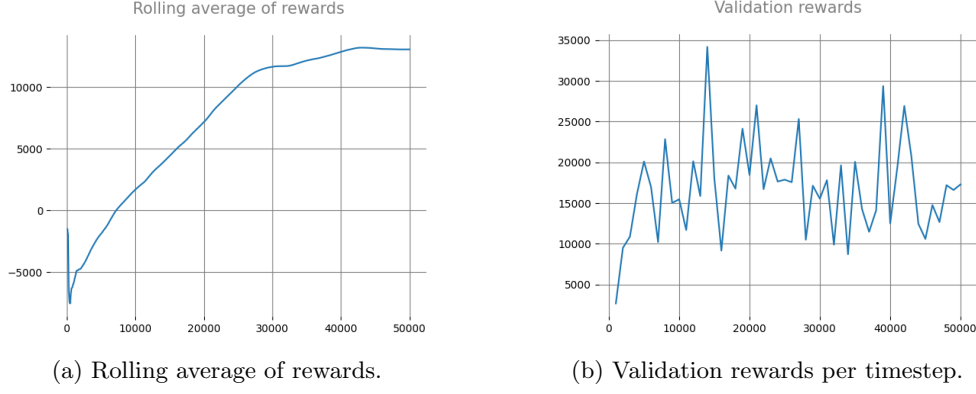 Rolling average of rewards
10000
5000
0
−5000
0 10000 20000 30000 40000 50000
(a) Rolling average of rewards.
Validation rewards
35000
30000
25000
20000
15000
10000
5000
0 10000 20000 30000 40000 50000
(b) Validation rewards per timestep.